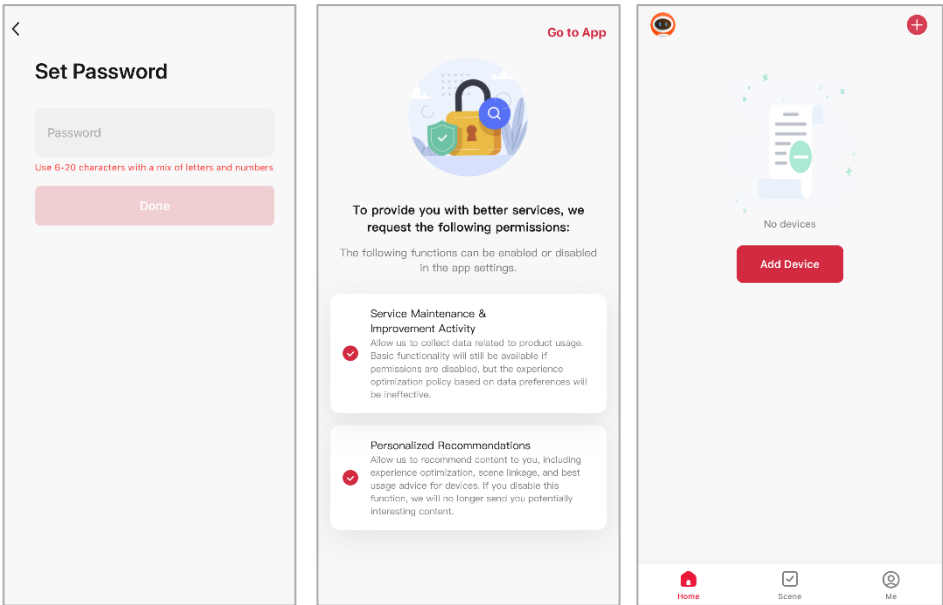 Set Password
Password
Use 6-20 characters with a mix of letters and numbers
Done
Go to App
To provide you with better services, we
request the following permissions:
The following functions can be enabled or disabled
in the app settings.
Service Maintenance &
Improvement Activity
Allow us to collect data related to product usage.
Basic functionality will still be available if
permissions are disabled, but the experience
optimization policy based on data preferences will
be ineffective.
Personalized Recommendations
Allow us to recommend content to you, including
experience optimization, scene linkage, and best
usage advice for devices. If you disable this
function, we will no longer send you potentially
interesting content.
No devices
Add Device
Home
Scene
Me